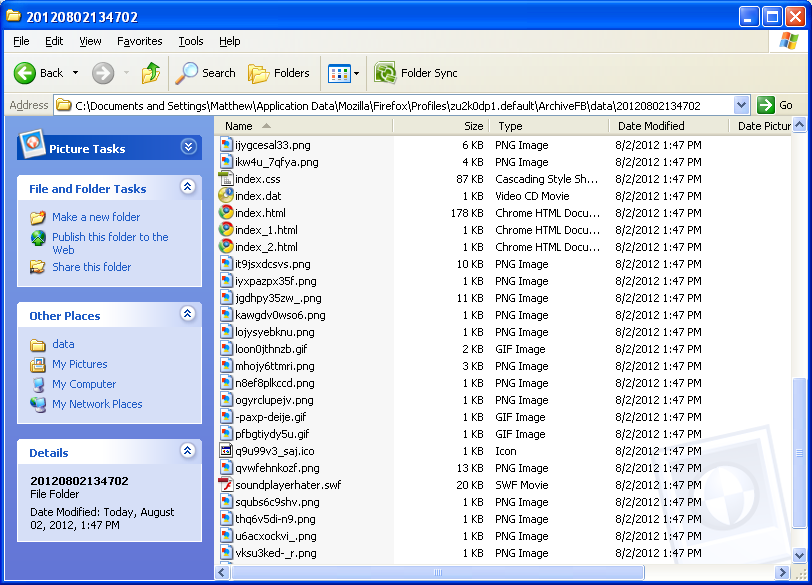 20120802134702
File Edit View Favorites Tools Help
Back Search Folders Folder Sync
Address C:\Documents and Settings\Matthew\Application Data\Mozilla\Firefox\Profiles\zu2k0dp1.default\ArchiveFB\data\20120802134702 Go
Picture Tasks
File and Folder Tasks
Make a new folder
Publish this folder to the
Web
Share this folder
Other Places
data
My Pictures
My Computer
My Network Places
Details
20120802134702
File Folder
Date Modified: Today, August
02, 2012, 1:47 PM
Name Size Type Date Modified Date Pictur
ijygcesal33.png 6 KB PNG Image 8/2/2012 1:47 PM
ikw4u_7qfya.png 4 KB PNG Image 8/2/2012 1:47 PM
index.css 87 KB Cascading Style Sh... 8/2/2012 1:47 PM
index.dat 1 KB Video CD Movie 8/2/2012 1:47 PM
index.html 178 KB Chrome HTML Docu... 8/2/2012 1:47 PM
index_1.html 1 KB Chrome HTML Docu... 8/2/2012 1:47 PM
index_2.html 1 KB Chrome HTML Docu... 8/2/2012 1:47 PM
it9jsxdcsvs.png 10 KB PNG Image 8/2/2012 1:47 PM
iyxpazpx35f.png 1 KB PNG Image 8/2/2012 1:47 PM
jgdhpy35zw_.png 11 KB PNG Image 8/2/2012 1:47 PM
kawgdv0wso6.png 1 KB PNG Image 8/2/2012 1:47 PM
lojysyebknu.png 1 KB PNG Image 8/2/2012 1:47 PM
loon0jthnzb.gif 2 KB GIF Image 8/2/2012 1:47 PM
mhojy6ttmri.png 3 KB PNG Image 8/2/2012 1:47 PM
n8ef8plkccd.png 1 KB PNG Image 8/2/2012 1:47 PM
ogyrclupejv.png 1 KB PNG Image 8/2/2012 1:47 PM
-paxp-deije.gif 1 KB GIF Image 8/2/2012 1:47 PM
pfbgtiydy5u.gif 1 KB GIF Image 8/2/2012 1:47 PM
q9u99v3_saj.ico 1 KB Icon 8/2/2012 1:47 PM
qvwfehnkozf.png 13 KB PNG Image 8/2/2012 1:47 PM
soundplayerhater.swf 20 KB SWF Movie 8/2/2012 1:47 PM
squbs6c9shv.png 1 KB PNG Image 8/2/2012 1:47 PM
thq6v5di-n9.png 1 KB PNG Image 8/2/2012 1:47 PM
u6acxockvi_.png 1 KB PNG Image 8/2/2012 1:47 PM
vksu3ked-_r.png 1 KB PNG Image 8/2/2012 1:47 PM